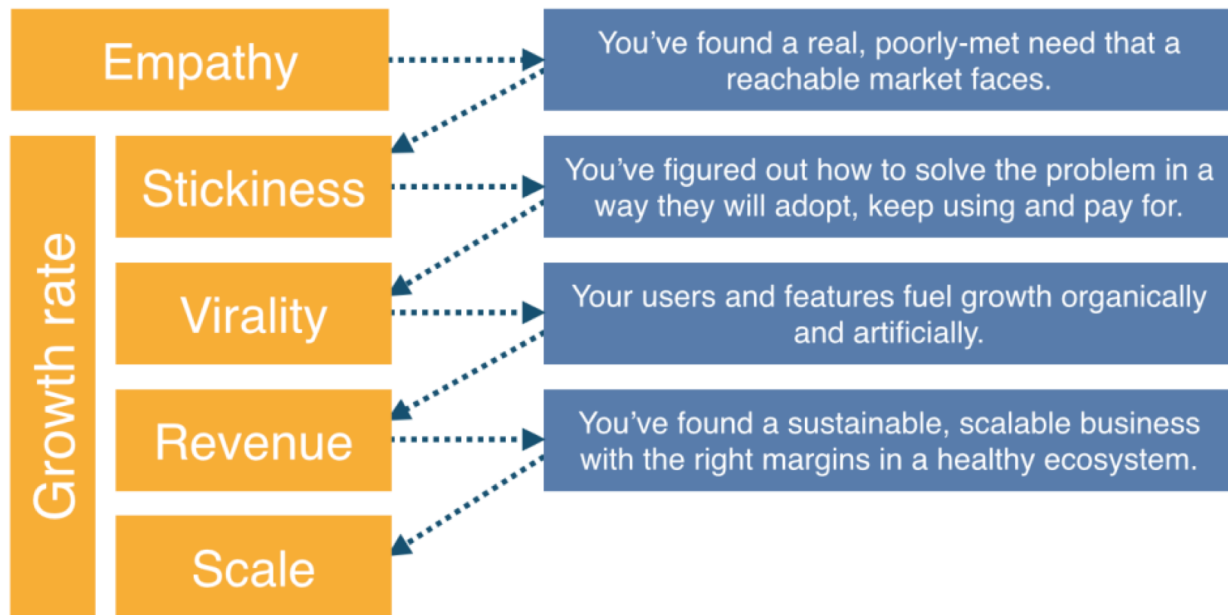 Empathy
You’ve found a real, poorly-met need that a
reachable market faces.
Growth rate
Stickiness
You’ve figured out how to solve the problem in a
way they will adopt, keep using and pay for.
Virality
Your users and features fuel growth organically
and artificially.
Revenue
You’ve found a sustainable, scalable business
with the right margins in a healthy ecosystem.
Scale